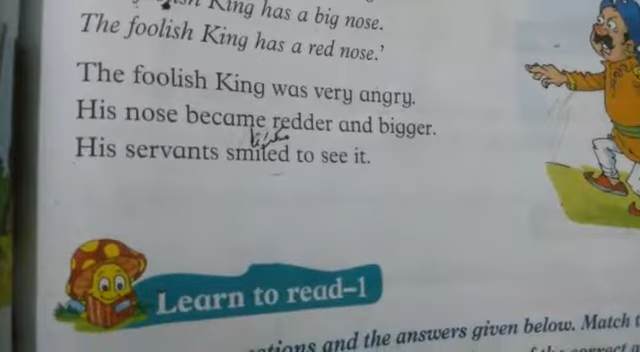 King has a big nose.
The foolish King has a red nose.'
The foolish King was very angry.
His nose became redder and bigger.
مسکرانا
His servants smiled to see it.
Learn to read–1
and the answers given below. Match